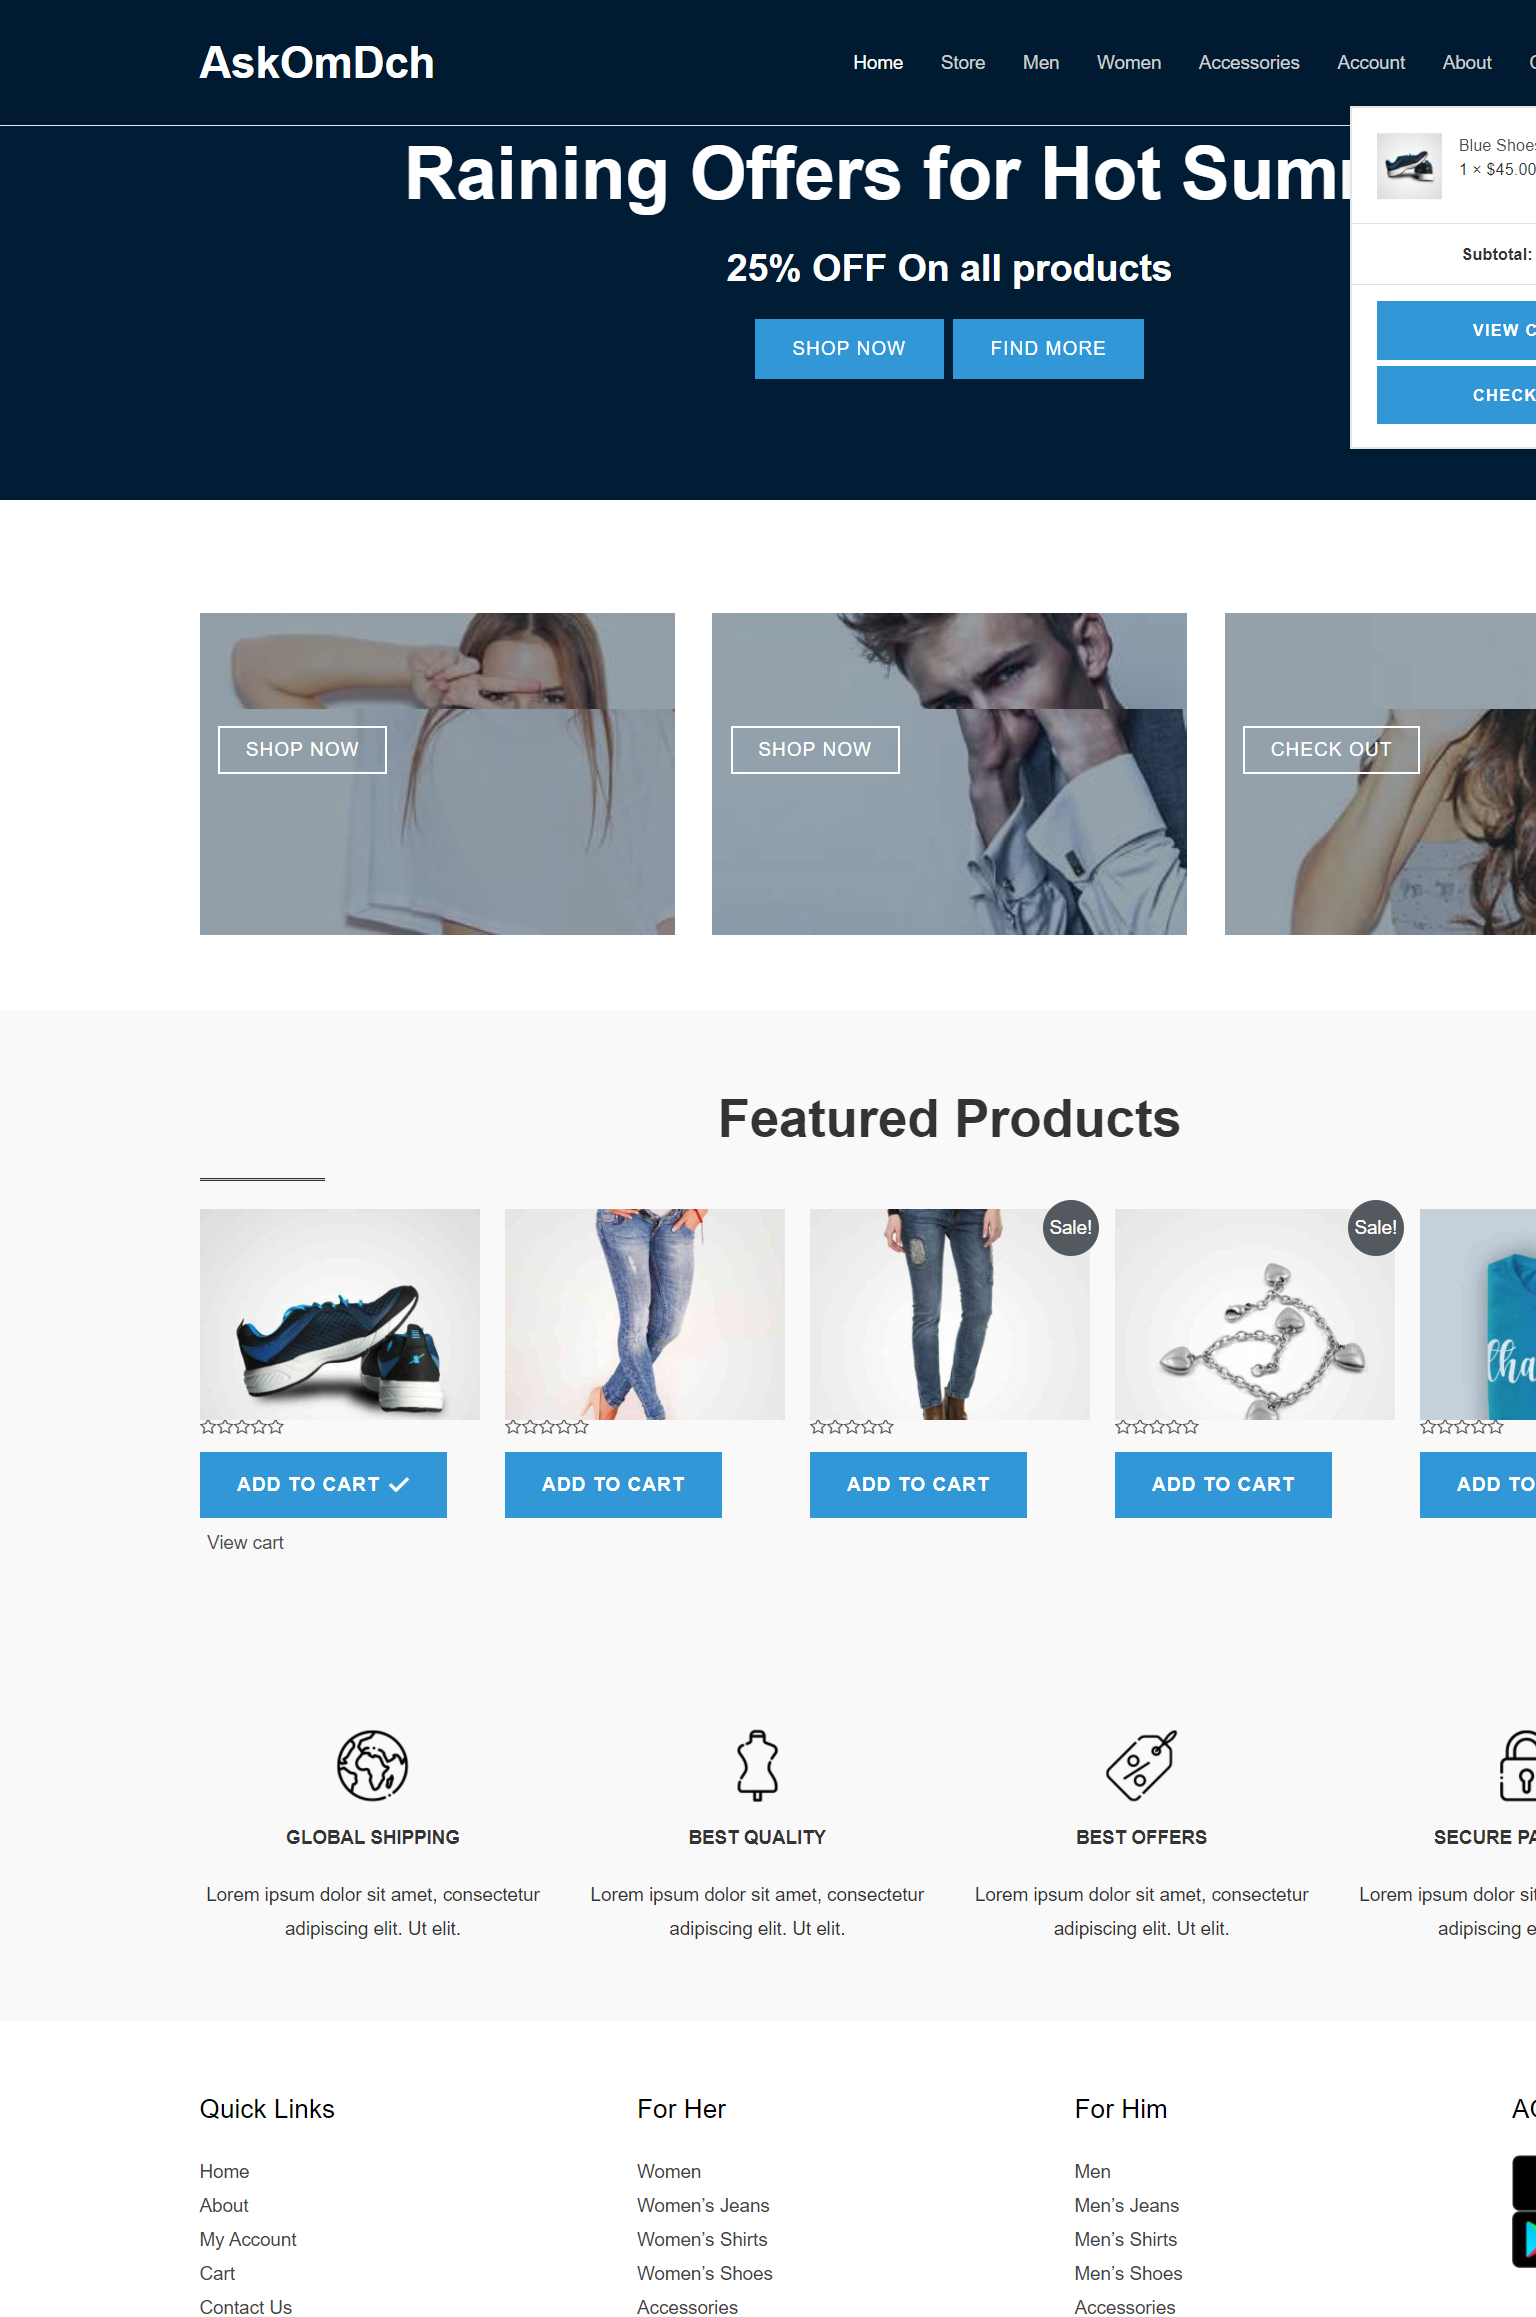 AskOmDch
Home Store Men Women Accessories Account About
Blue Shoes
1 × $45.00
Raining Offers for Hot Sum
Subtotal:
25% OFF On all products
SHOP NOW FIND MORE
VIEW C
CHECK
SHOP NOW SHOP NOW CHECK OUT
Featured Products
Sale! Sale!
tha
ADD TO CART ADD TO CART ADD TO CART ADD TO CART ADD TO
View cart
GLOBAL SHIPPING BEST QUALITY BEST OFFERS SECURE PA
Lorem ipsum dolor sit amet, consectetur Lorem ipsum dolor sit amet, consectetur Lorem ipsum dolor sit amet, consectetur Lorem ipsum dolor sit
adipiscing elit. Ut elit. adipiscing elit. Ut elit. adipiscing elit. Ut elit. adipiscing e
Quick Links For Her For Him
Home Women Men
About Women’s Jeans Men’s Jeans
My Account Women’s Shirts Men’s Shirts
Cart Women’s Shoes Men’s Shoes
Contact Us Accessories Accessories